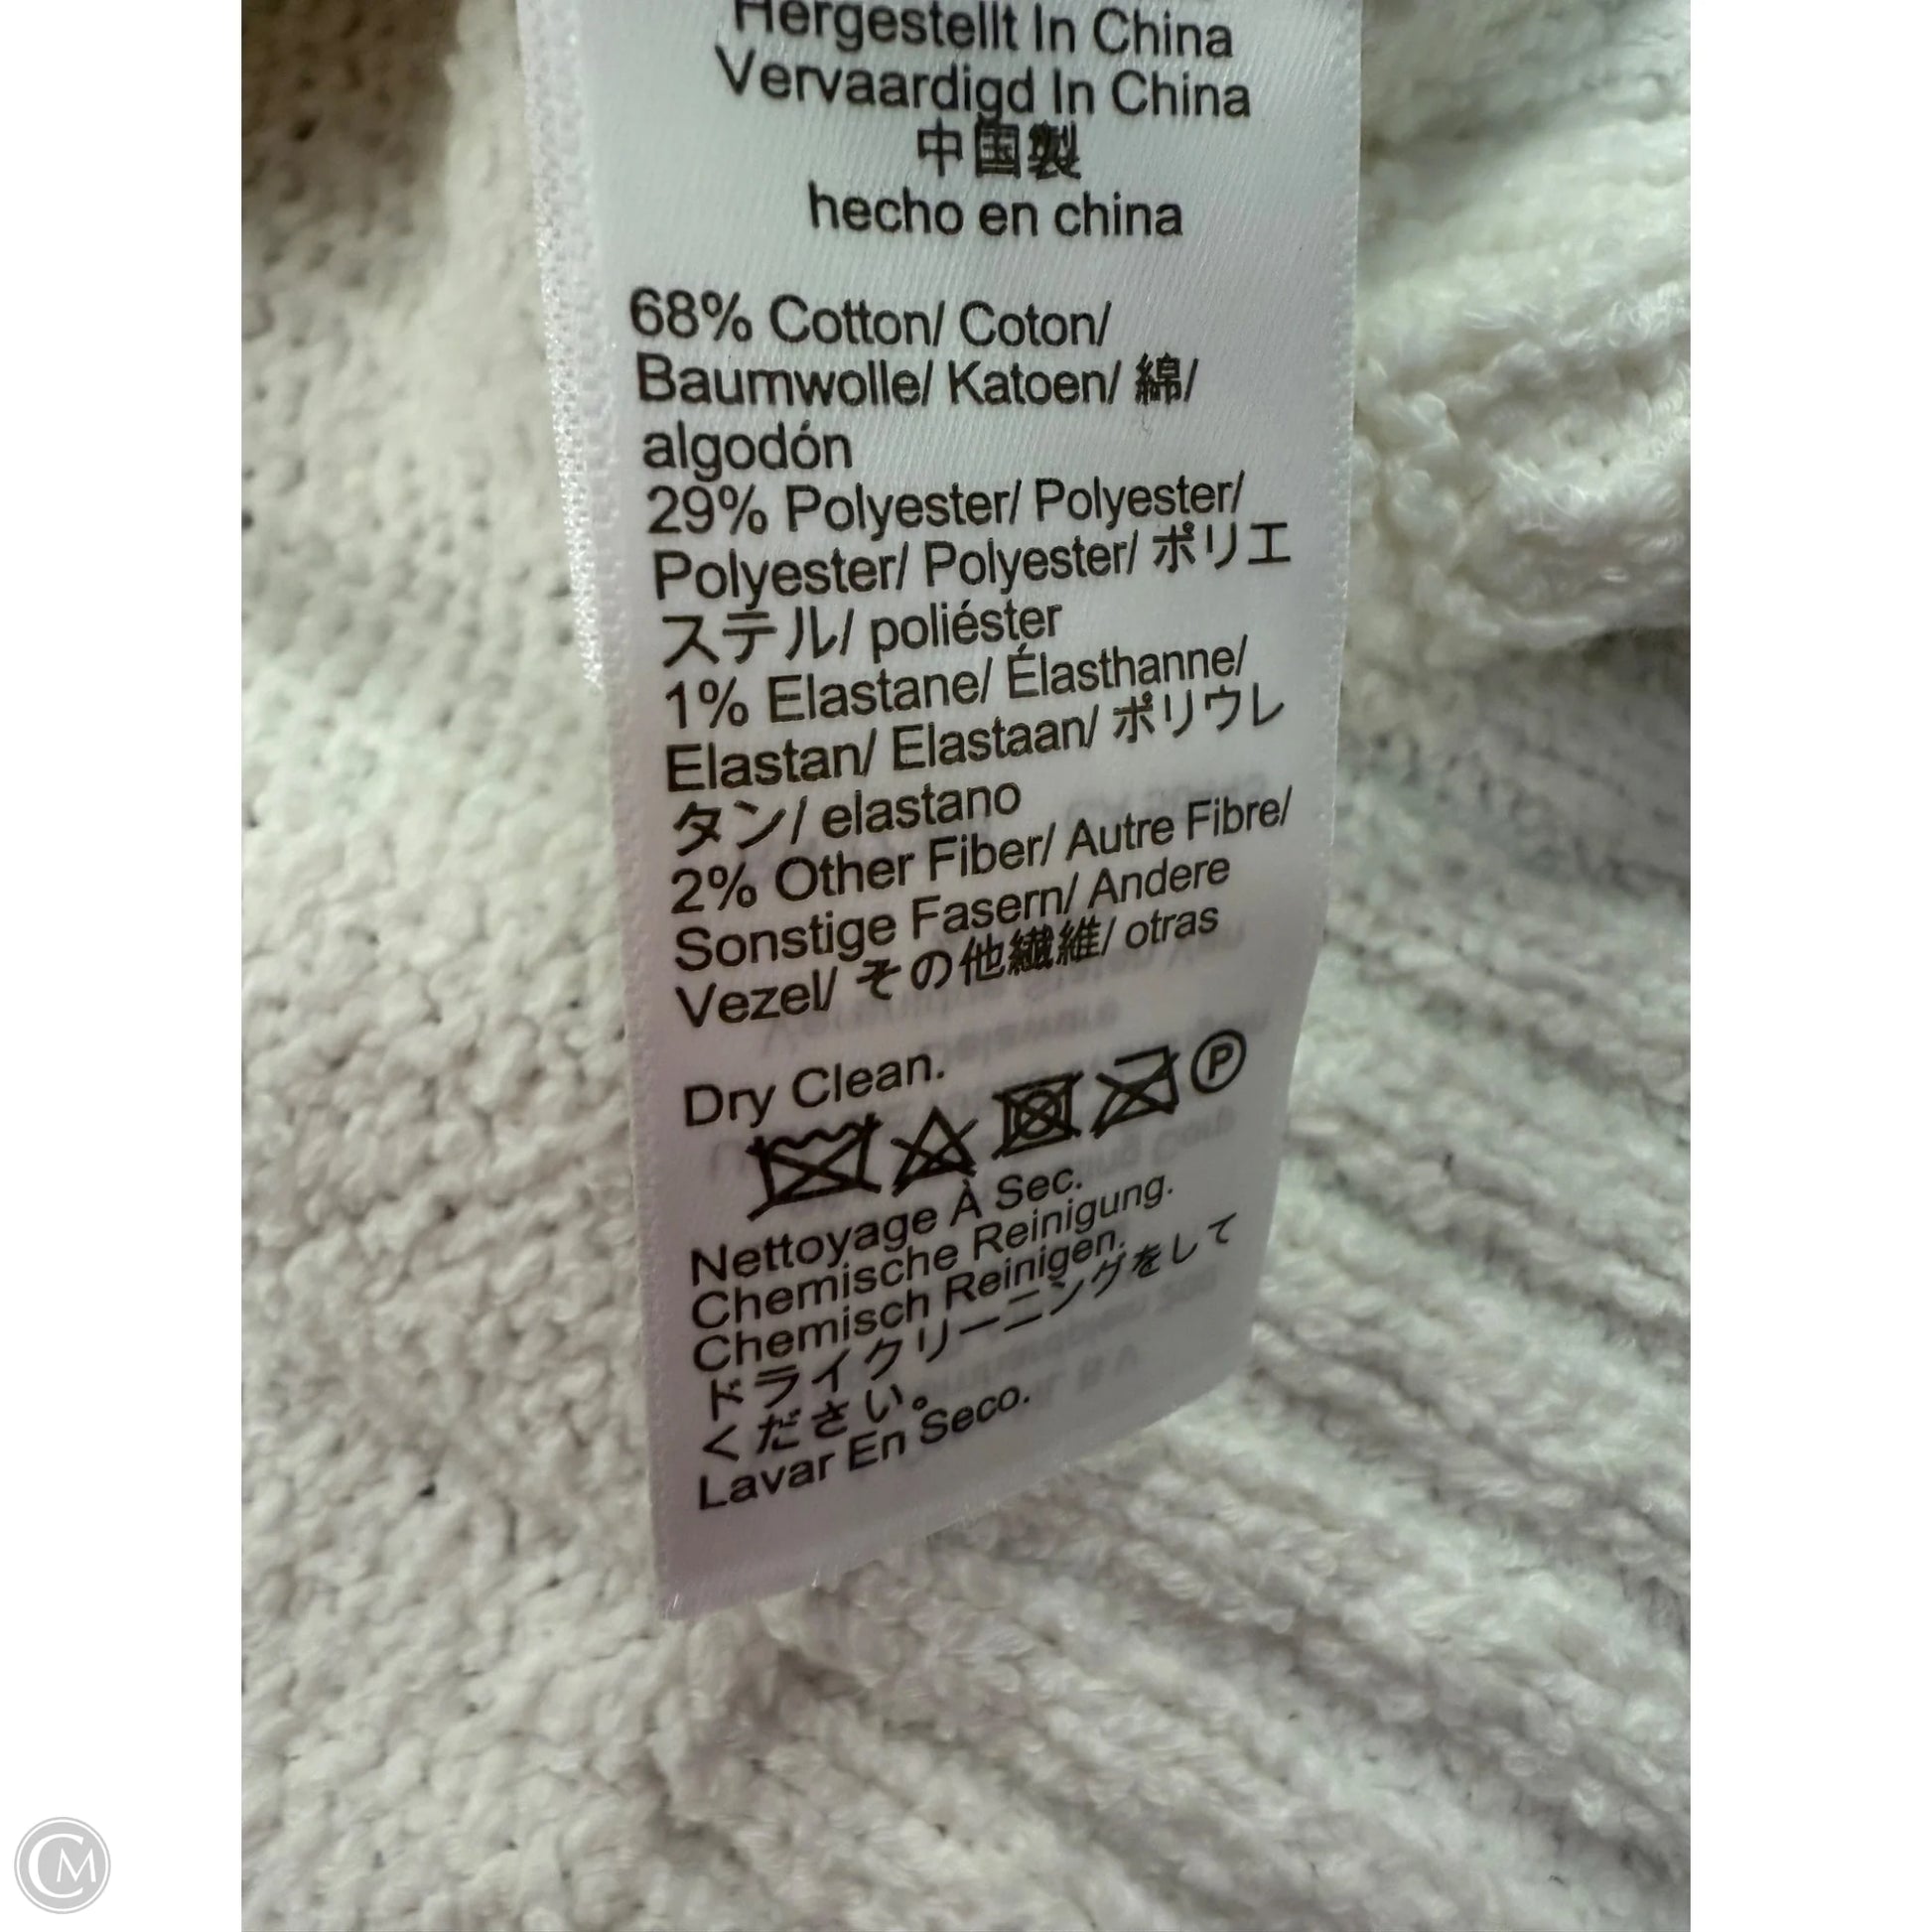 Hergestellt In China
Vervaardigd In China
中国製
hecho en china
68% Cotton/ Coton/
Baumwolle/ Katoen/ 綿/
algodón
29% Polyester/ Polyester/
Polyester/ Polyester/ ポリエ
ステル/ poliéster
1% Elastane/ Élasthanne/
Elastan/ Elastaan/ ポリウレ
タン/ elastano
2% Other Fiber/ Autre Fibre/
Sonstige Fasern/ Andere
Vezel/ その他繊維/ otras
Dry Clean.
P
Nettoyage À Sec.
Chemische Reinigung.
Chemisch Reinigen.
ドライクリーニングをして
ください。
Lavar En Seco.
CM